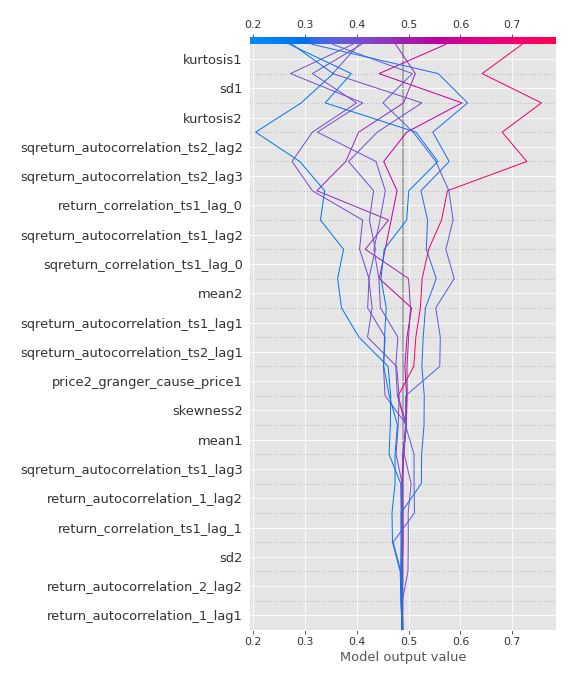 0.2 0.3 0.4 0.5 0.6 0.7
kurtosis1
sd1
kurtosis2
sqreturn_autocorrelation_ts2_lag2
sqreturn_autocorrelation_ts2_lag3
return_correlation_ts1_lag_0
sqreturn_autocorrelation_ts1_lag2
sqreturn_correlation_ts1_lag_0
mean2
sqreturn_autocorrelation_ts1_lag1
sqreturn_autocorrelation_ts2_lag1
price2_granger_cause_price1
skewness2
mean1
sqreturn_autocorrelation_ts1_lag3
return_autocorrelation_1_lag2
return_correlation_ts1_lag_1
sd2
return_autocorrelation_2_lag2
return_autocorrelation_1_lag1
0.2 0.3 0.4 0.5 0.6 0.7
Model output value